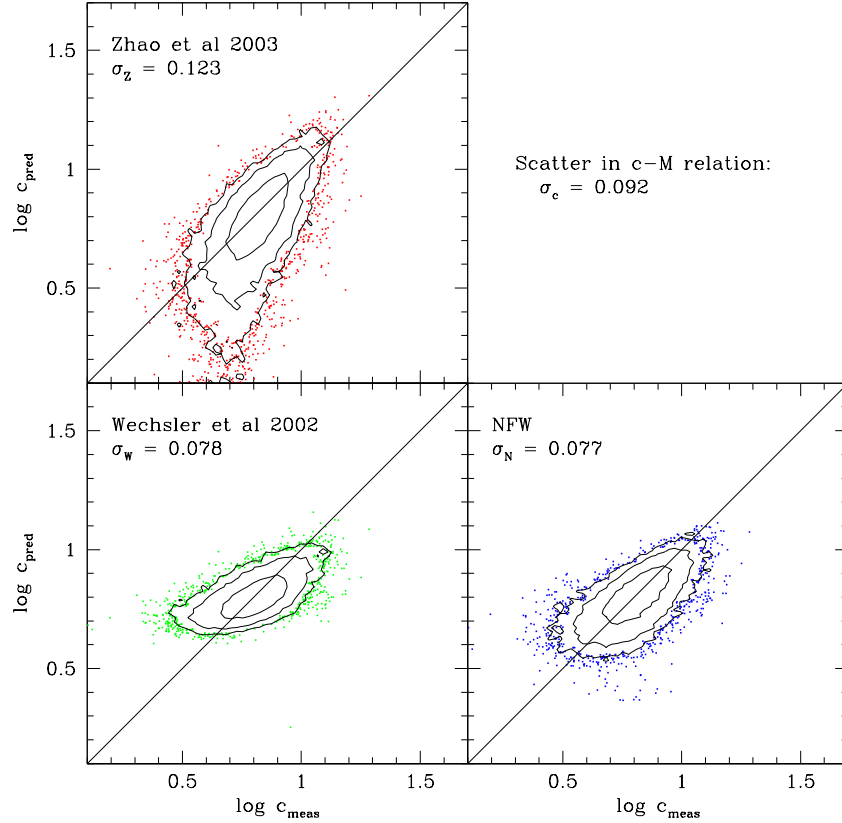 Zhao et al 2003
σ_Z = 0.123
1.5
1
0.5
log c_pred
Scatter in c-M relation:
σ_c = 0.092
Wechsler et al 2002
σ_W = 0.078
NFW
σ_N = 0.077
1.5
1
0.5
log c_pred
0.5 1 1.5
0.5 1 1.5
log c_meas
log c_meas